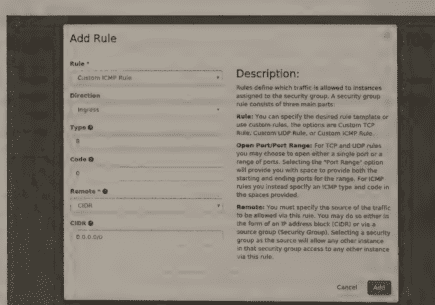 Add Rule
Rule *
Custom ICMP Rule
Direction
Ingress
Type
8
Code
0
Remote *
CIDR
CIDR
0.0.0.0/0
Description:
Rules define which traffic is allowed to instances
assigned to the security group. A security group
rule consists of three main parts:
Rule: You can specify the desired rule template or
use custom rules, the options are Custom TCP
Rule, Custom UDP Rule, or Custom ICMP Rule.
Open Port/Port Range: For TCP and UDP rules
you may choose to open either a single port or a
range of ports. Selecting the "Port Range" option
will provide you with space to provide both the
starting and ending ports for the range. For ICMP
rules you instead specify an ICMP type and code in
the spaces provided.
Remote: You must specify the source of the traffic
to be allowed via this rule. You may do so either in
the form of an IP address block (CIDR) or via a
source group (Security Group). Selecting a security
group as the source will allow any other instance
in that security group access to any other instance
via this rule.
Cancel
Add